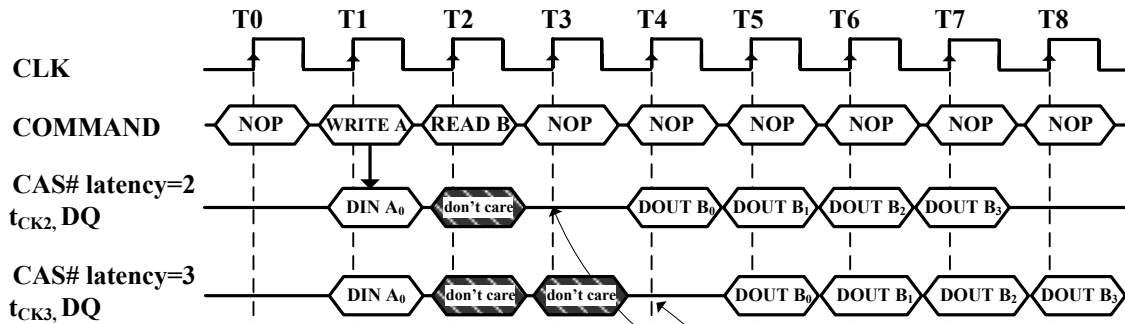 T0 T1 T2 T3 T4 T5 T6 T7 T8
CLK
COMMAND NOP WRITE A READ B NOP NOP NOP NOP NOP NOP
CAS# latency=2
tCK2, DQ DIN A0 don't care DOUT B0 DOUT B1 DOUT B2 DOUT B3
CAS# latency=3
tCK3, DQ DIN A0 don't care don't care DOUT B0 DOUT B1 DOUT B2 DOUT B3